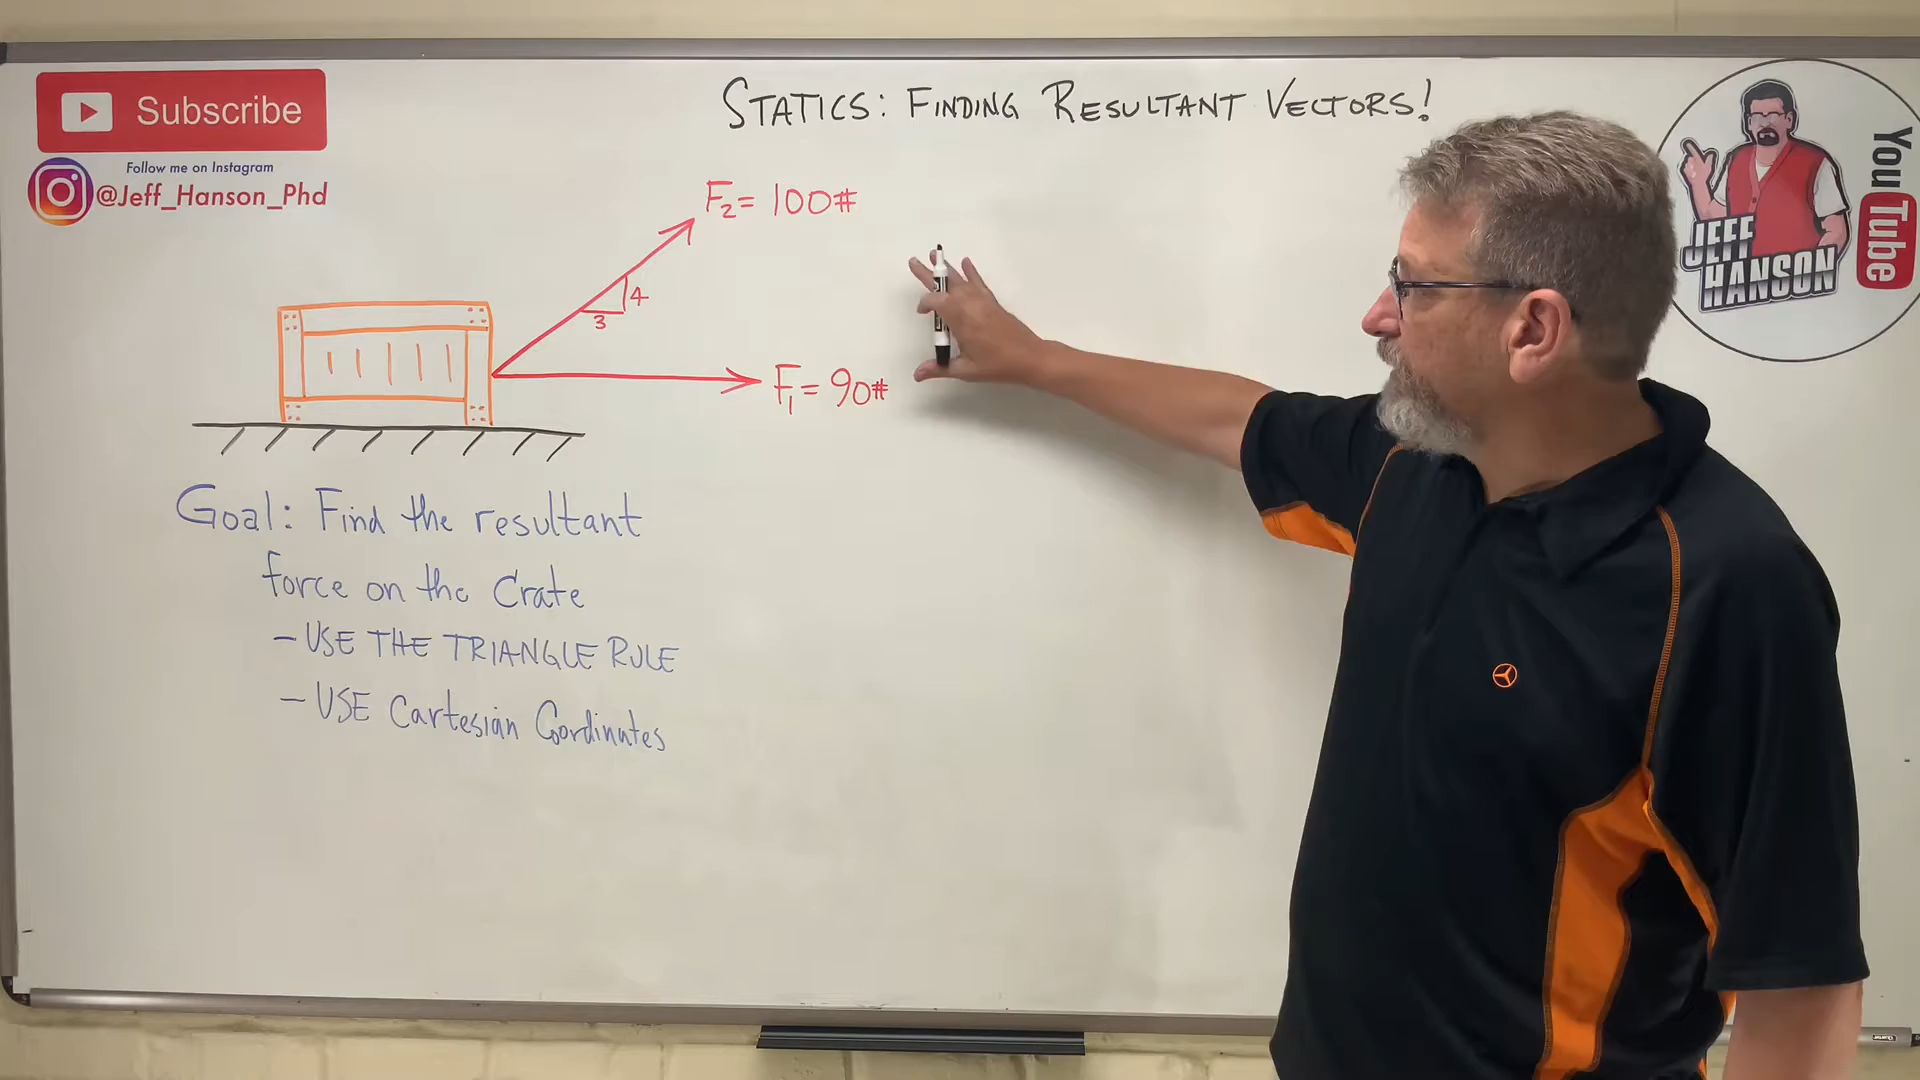 Subscribe
Follow me on Instagram
@Jeff_Hanson_Phd
STATICS: FINDING RESULTANT VECTORS!
F2= 100#
4
3
F1= 90#
Goal: Find the resultant
force on the Crate
- USE THE TRIANGLE RULE
- USE Cartesian Coordinates
JEFF
HANSON
YouTube